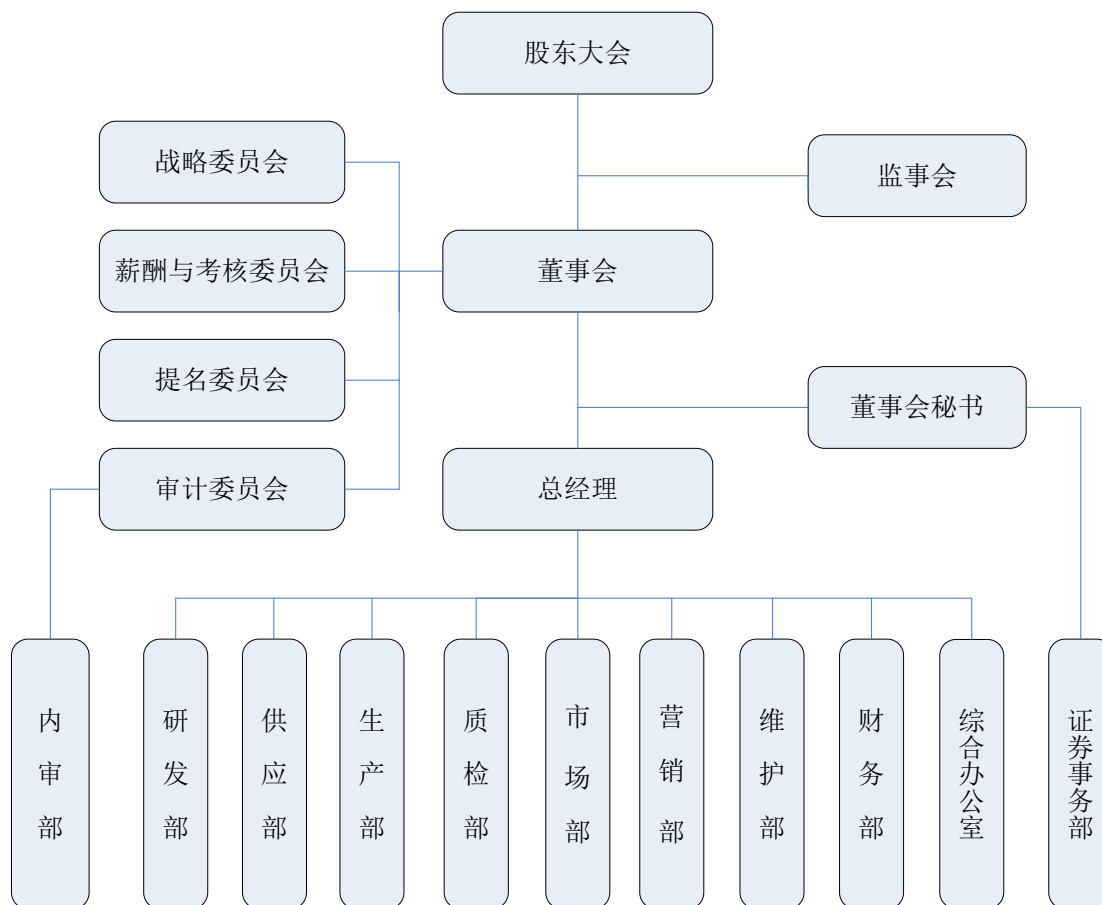 股东大会
战略委员会
监事会
薪酬与考核委员会
董事会
提名委员会
董事会秘书
审计委员会
总经理
内审部
研发部
供应部
生产部
质检部
市场部
营销部
维护部
财务部
综合办公室
证券事务部